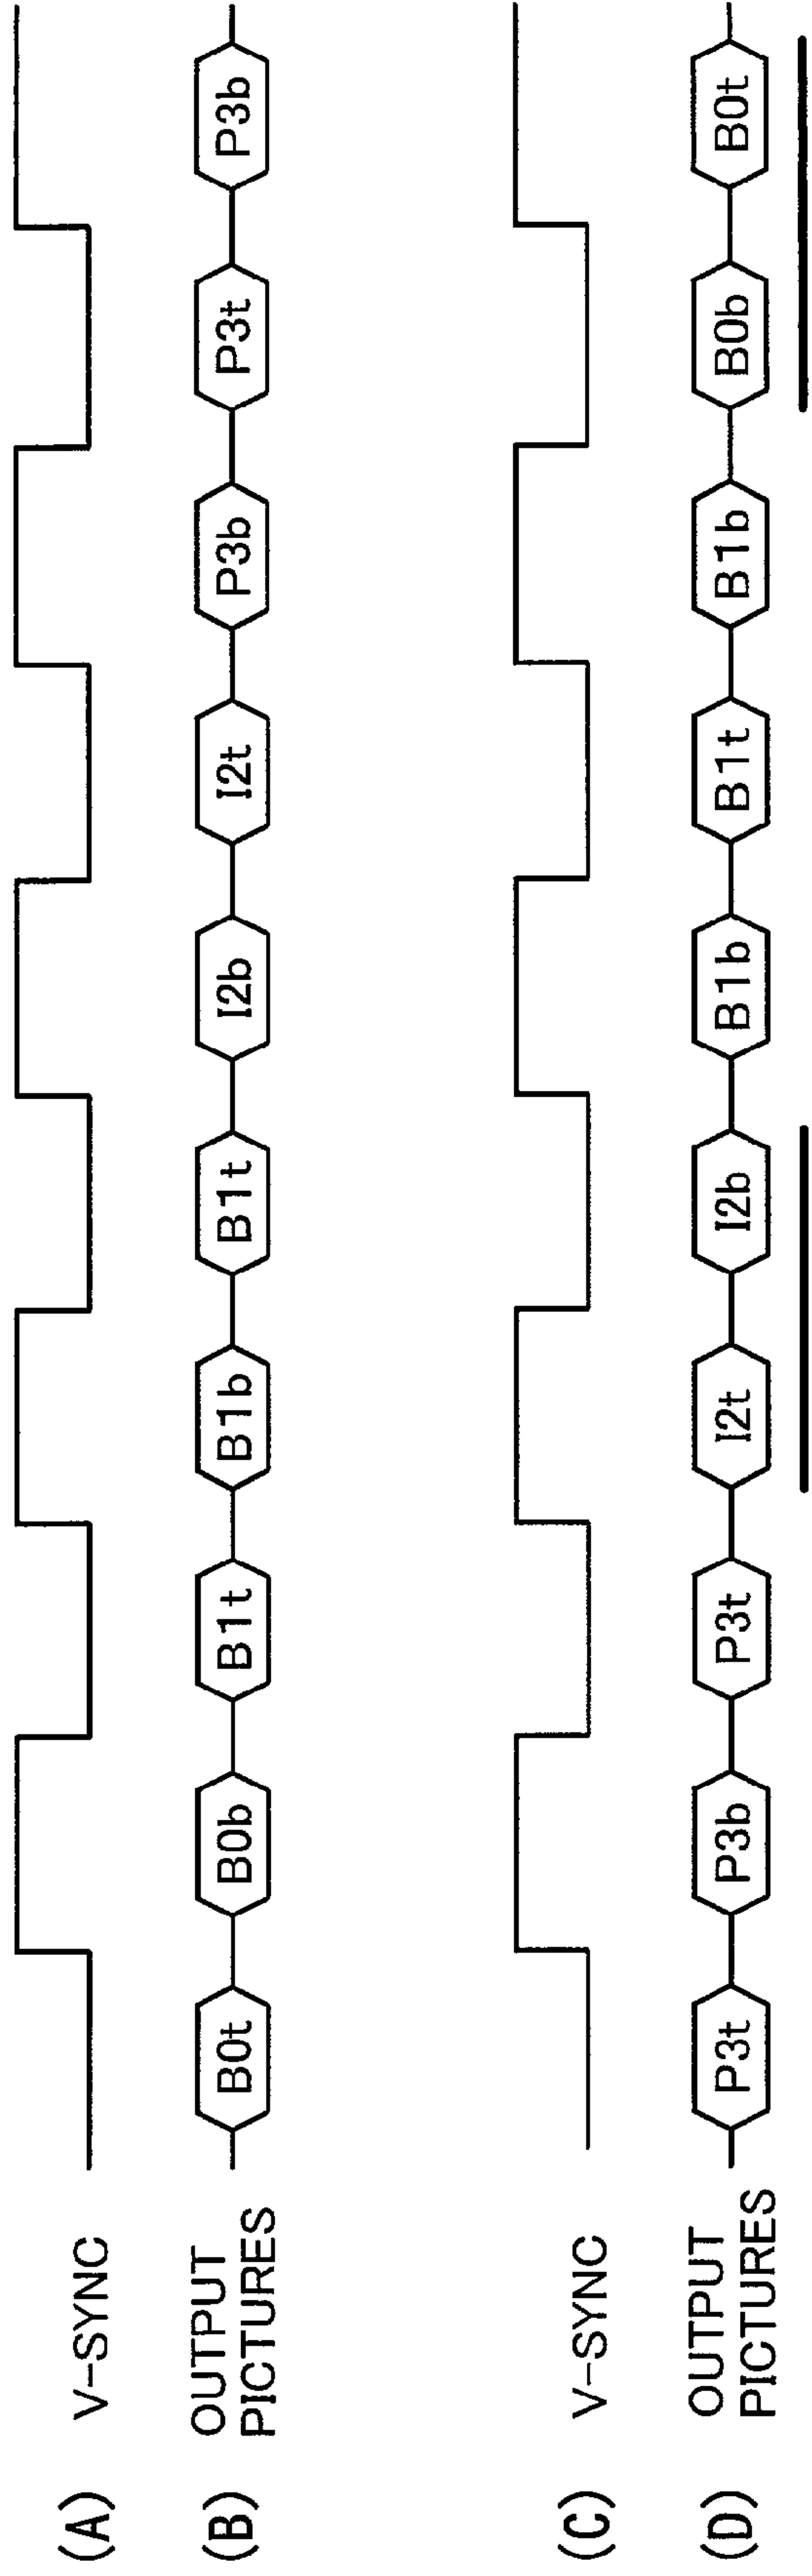 (A) V-SYNC
(B) OUTPUT PICTURES B0t B0b B1t B1b B1t I2b I2t P3b P3t P3b
(C) V-SYNC
(D) OUTPUT PICTURES P3t P3b P3t I2t I2b B1b B1t B1b B0b B0t